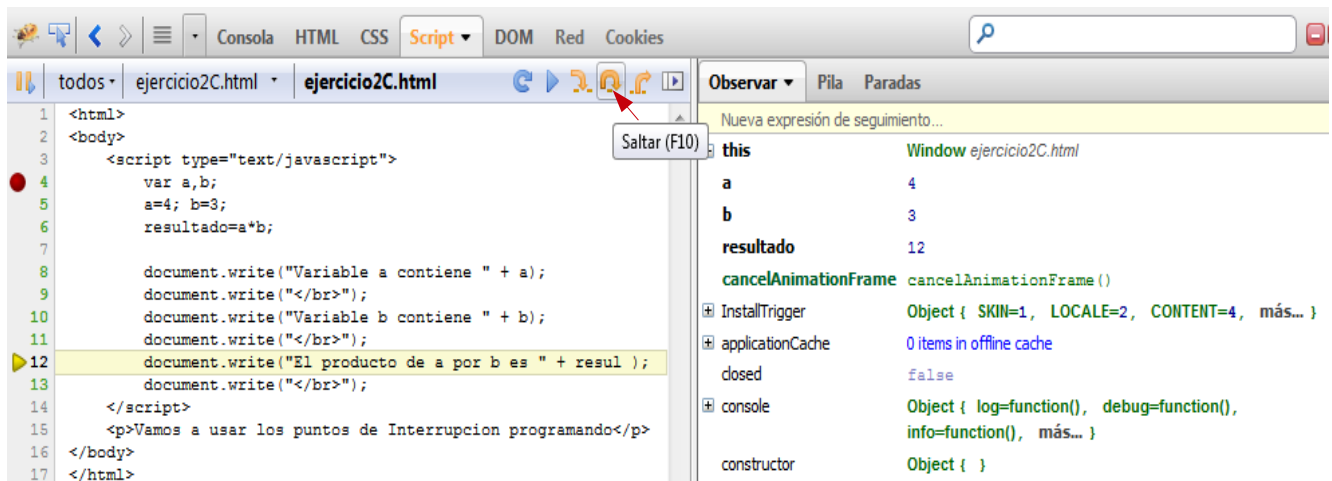 Consola HTML CSS Script DOM Red Cookies
todos ejercicio2C.html ejercicio2C.html
Saltar (F10)
1 <html>
2 <body>
3 <script type="text/javascript">
4 var a,b;
5 a=4; b=3;
6 resultado=a*b;
7
8 document.write("Variable a contiene " + a);
9 document.write("</br>");
10 document.write("Variable b contiene " + b);
11 document.write("</br>");
12 document.write("El producto de a por b es " + resul );
13 document.write("</br>");
14 </script>
15 <p>Vamos a usar los puntos de Interrupcion programando</p>
16 </body>
17 </html>
Observar Pila Paradas
Nueva expresión de seguimiento...
this Window ejercicio2C.html
a 4
b 3
resultado 12
cancelAnimationFrame cancelAnimationFrame()
InstallTrigger Object { SKIN=1, LOCALE=2, CONTENT=4, más... }
applicationCache 0 items in offline cache
closed false
console Object { log=function(), debug=function(),
info=function(), más... }
constructor Object { }